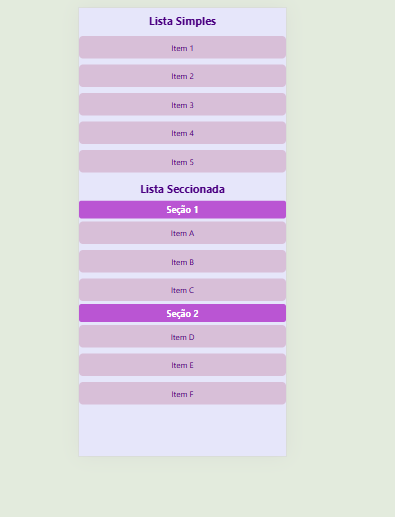 Lista Simples
Item 1
Item 2
Item 3
Item 4
Item 5
Lista Seccionada
Seção 1
Item A
Item B
Item C
Seção 2
Item D
Item E
Item F